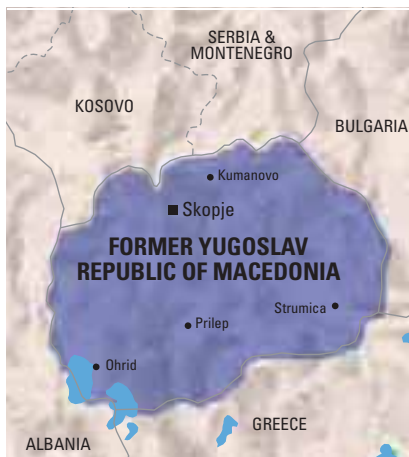 SERBIA &
MONTENEGRO
KOSOVO
BULGARIA
Kumanovo
Skopje
FORMER YUGOSLAV
REPUBLIC OF MACEDONIA
Strumica
Prilep
Ohrid
GREECE
ALBANIA